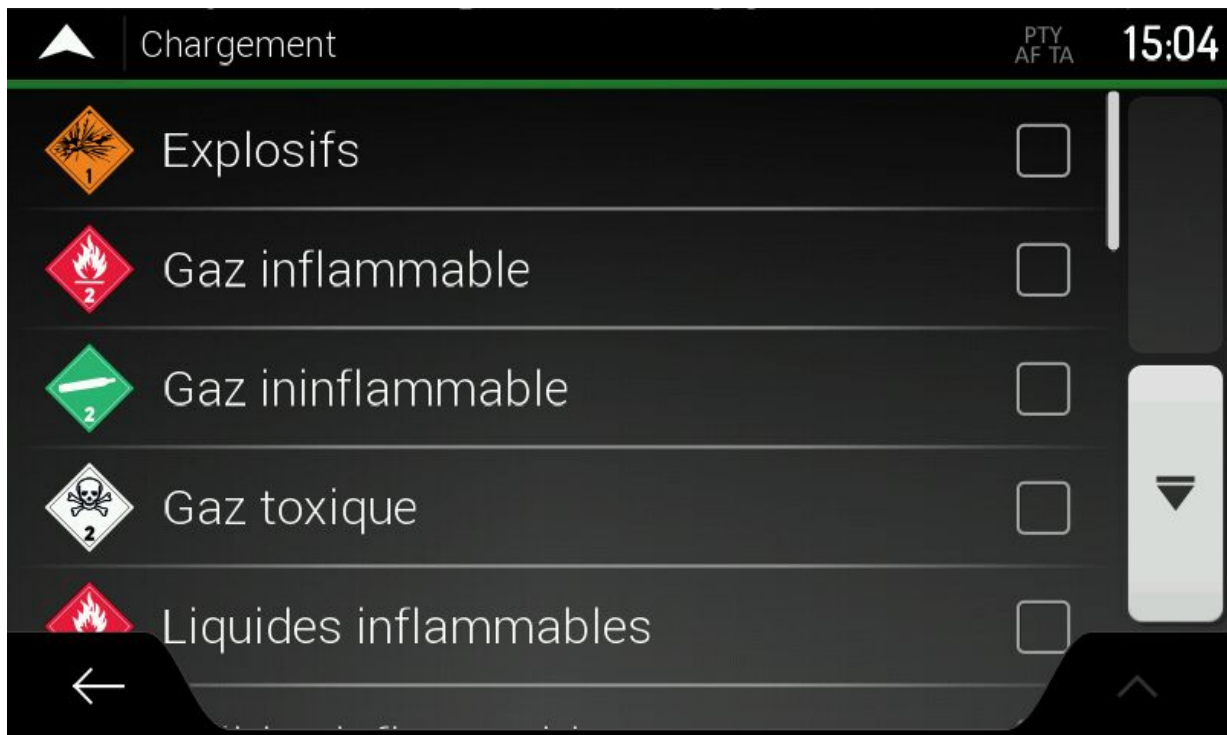 Chargement
PTY
AF TA
15:04
1
Explosifs
2
Gaz inflammable
2
Gaz ininflammable
2
Gaz toxique
Liquides inflammables